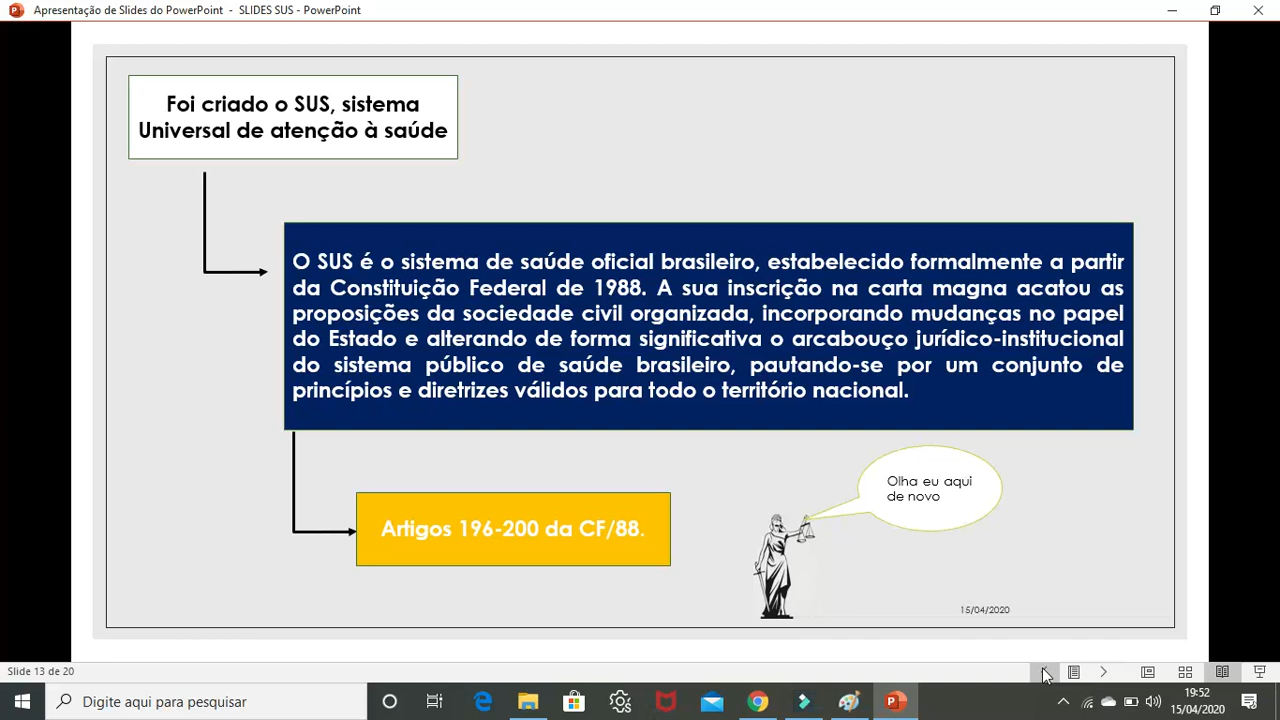 Apresentação de Slides do PowerPoint - SLIDES SUS - PowerPoint
Foi criado o SUS, sistema
Universal de atenção à saúde
O SUS é o sistema de saúde oficial brasileiro, estabelecido formalmente a partir
da Constituição Federal de 1988. A sua inscrição na carta magna acatou as
proposições da sociedade civil organizada, incorporando mudanças no papel
do Estado e alterando de forma significativa o arcabouço jurídico-institucional
do sistema público de saúde brasileiro, pautando-se por um conjunto de
princípios e diretrizes válidos para todo o território nacional.
Olha eu aqui
de novo
Artigos 196-200 da CF/88.
15/04/2020
Slide 13 de 20
Digite aqui para pesquisar
19:52
15/04/2020